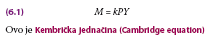 (6.1) M = kPY
Ovo je Kembrička jednačina (Cambridge equation)